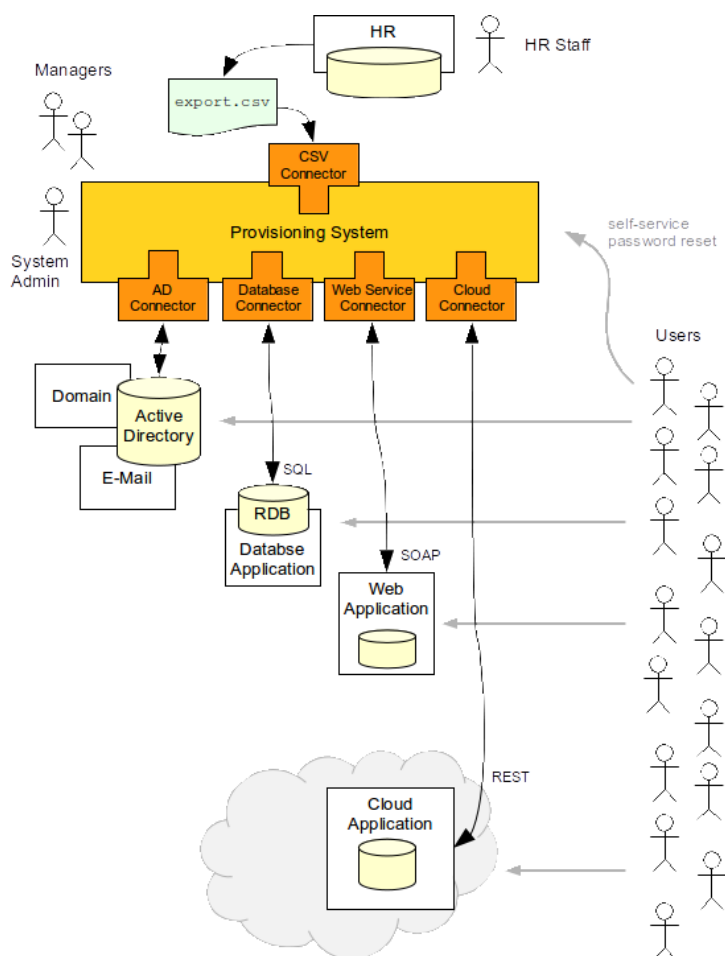 HR
HR Staff
Managers
export.csv
CSV
Connector
self-service
password reset
Provisioning System
System
Admin
AD
Connector
Database
Connector
Web Service
Connector
Cloud
Connector
Users
Domain
Active
Directory
E-Mail
SQL
RDB
Databse
Application
SOAP
Web
Application
REST
Cloud
Application